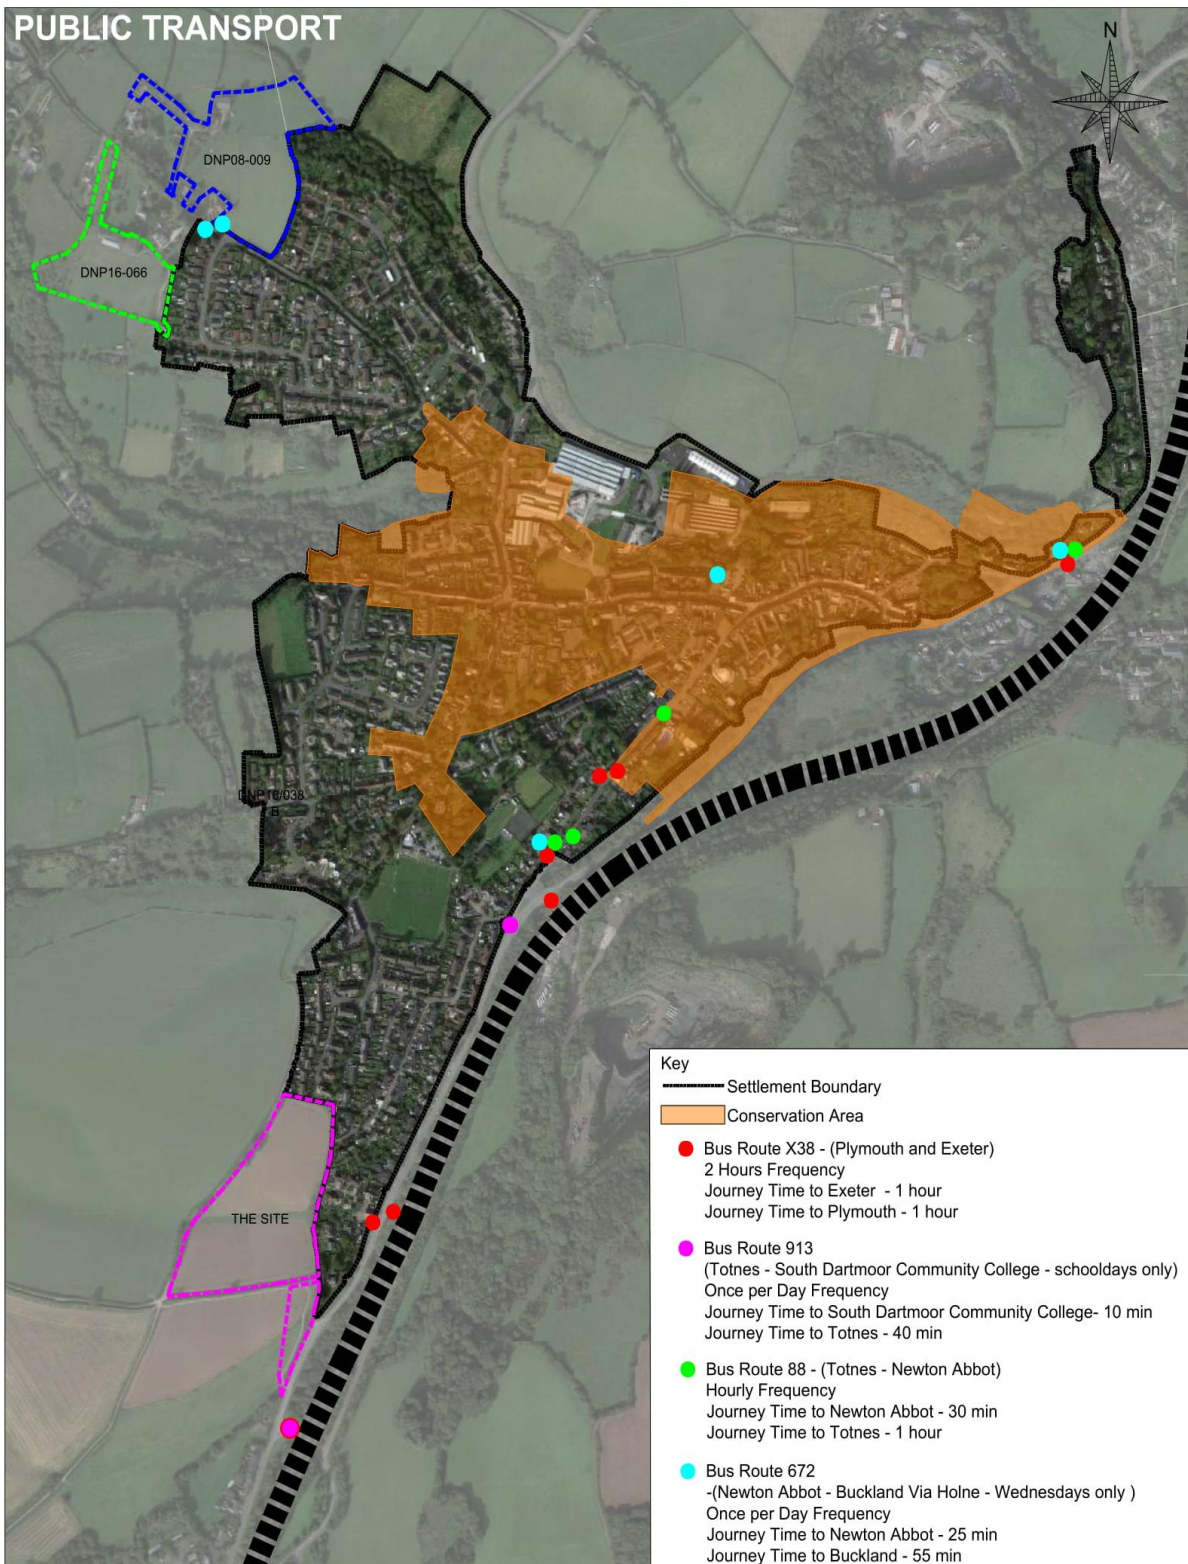 PUBLIC TRANSPORT
N
DNP08-009
DNP16-066
DNP16/038
B
THE SITE
Key
Settlement Boundary
Conservation Area
Bus Route X38 - (Plymouth and Exeter)
2 Hours Frequency
Journey Time to Exeter - 1 hour
Journey Time to Plymouth - 1 hour
Bus Route 913
(Totnes - South Dartmoor Community College - schooldays only)
Once per Day Frequency
Journey Time to South Dartmoor Community College- 10 min
Journey Time to Totnes - 40 min
Bus Route 88 - (Totnes - Newton Abbot)
Hourly Frequency
Journey Time to Newton Abbot - 30 min
Journey Time to Totnes - 1 hour
Bus Route 672
-(Newton Abbot - Buckland Via Holne - Wednesdays only )
Once per Day Frequency
Journey Time to Newton Abbot - 25 min
Journey Time to Buckland - 55 min